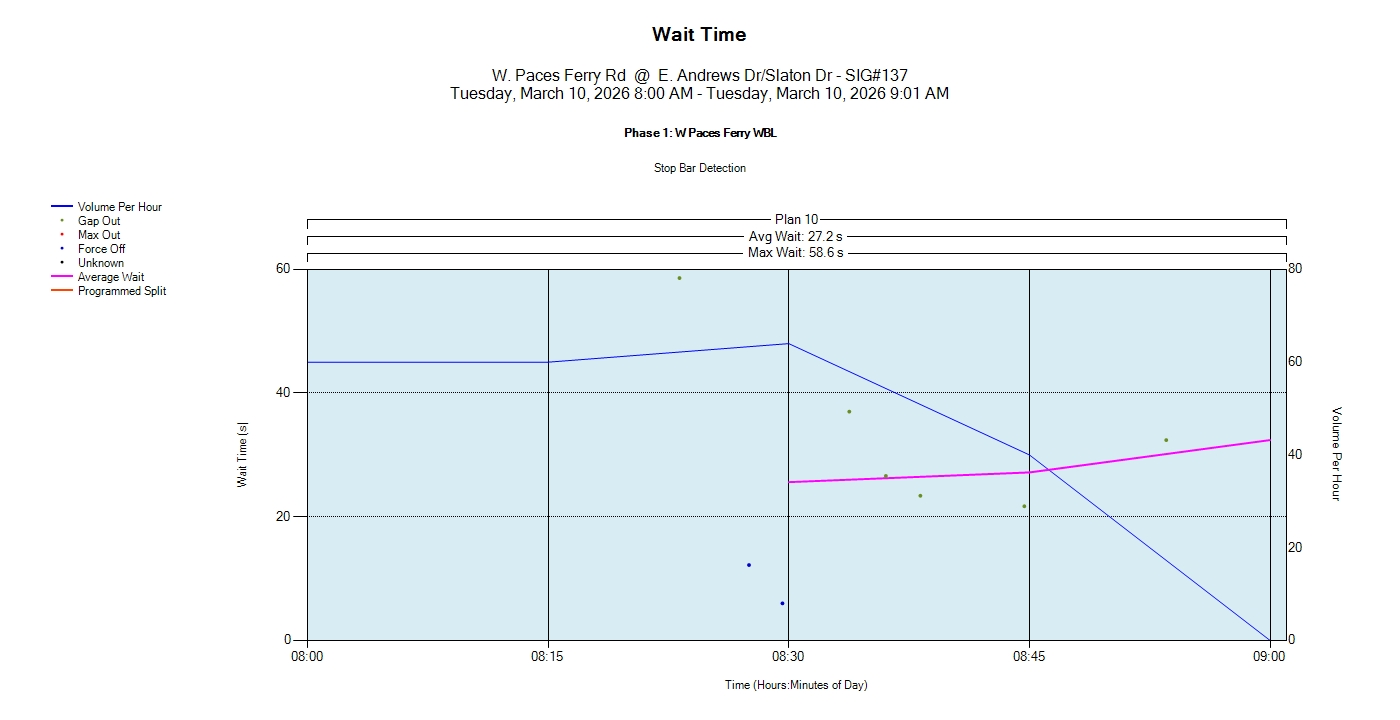 Wait Time
W. Paces Ferry Rd @ E. Andrews Dr/Slaton Dr - SIG#137
Tuesday, March 10, 2026 8:00 AM - Tuesday, March 10, 2026 9:01 AM
Phase 1: W Paces Ferry WBL
Stop Bar Detection
Volume Per Hour
Gap Out
Max Out
Force Off
Unknown
Average Wait
Programmed Split
Plan 10
Avg Wait: 27.2 s
Max Wait: 58.6 s
60
40
20
0
Wait Time [s]
80
60
40
20
0
Volume Per Hour
08:00
08:15
08:30
08:45
09:00
Time (Hours:Minutes of Day)